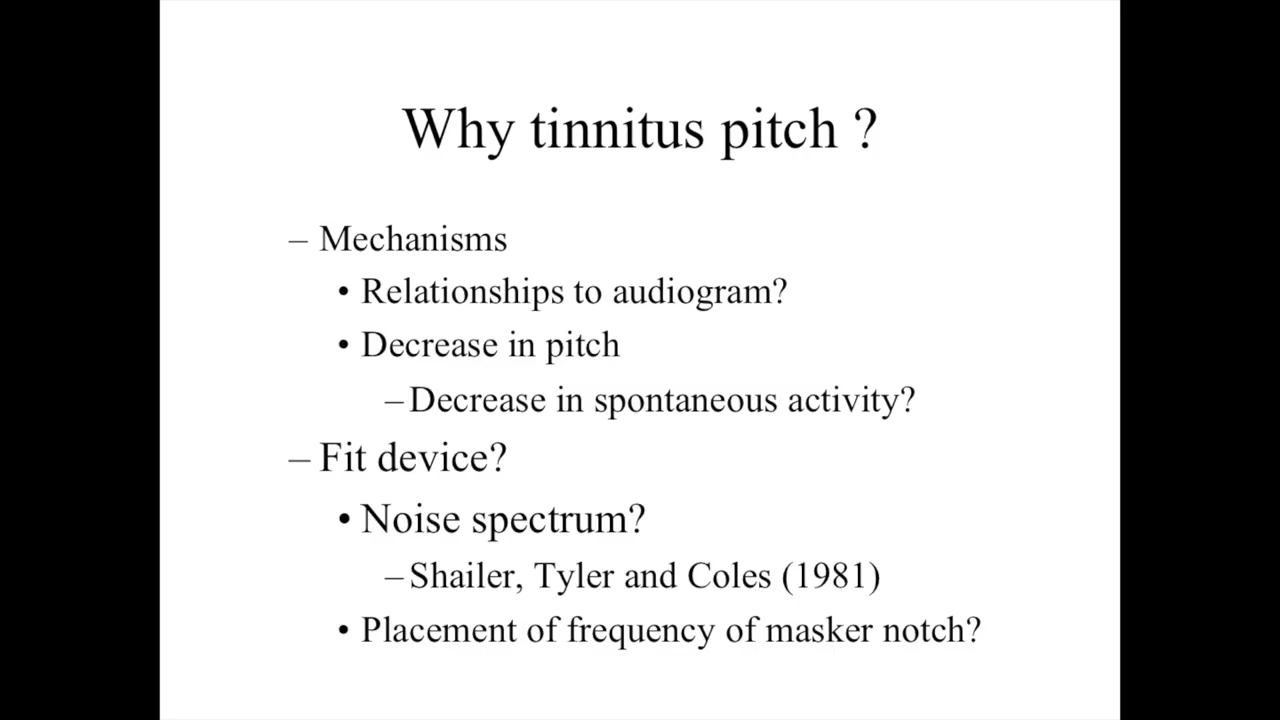 Why tinnitus pitch ?
– Mechanisms
• Relationships to audiogram?
• Decrease in pitch
– Decrease in spontaneous activity?
– Fit device?
• Noise spectrum?
– Shailer, Tyler and Coles (1981)
• Placement of frequency of masker notch?